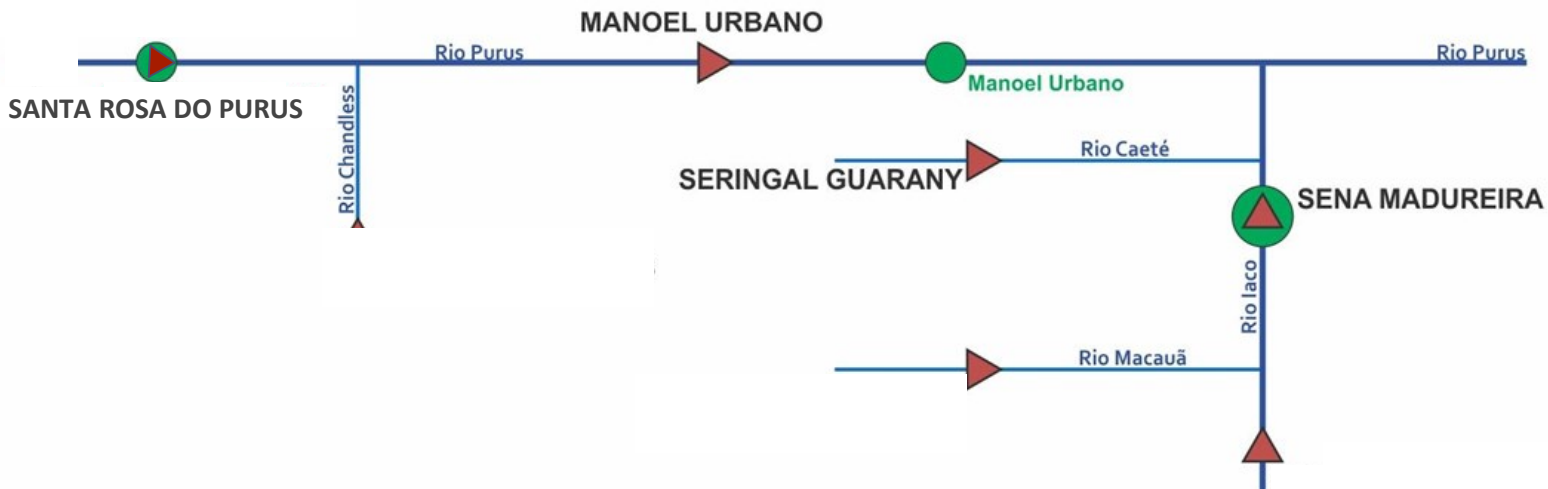 MANOEL URBANO
Rio Purus
Rio Purus
Manoel Urbano
SANTA ROSA DO PURUS
Rio Chandless
Rio Caeté
SERINGAL GUARANY
SENA MADUREIRA
Rio Iaco
Rio Macauã